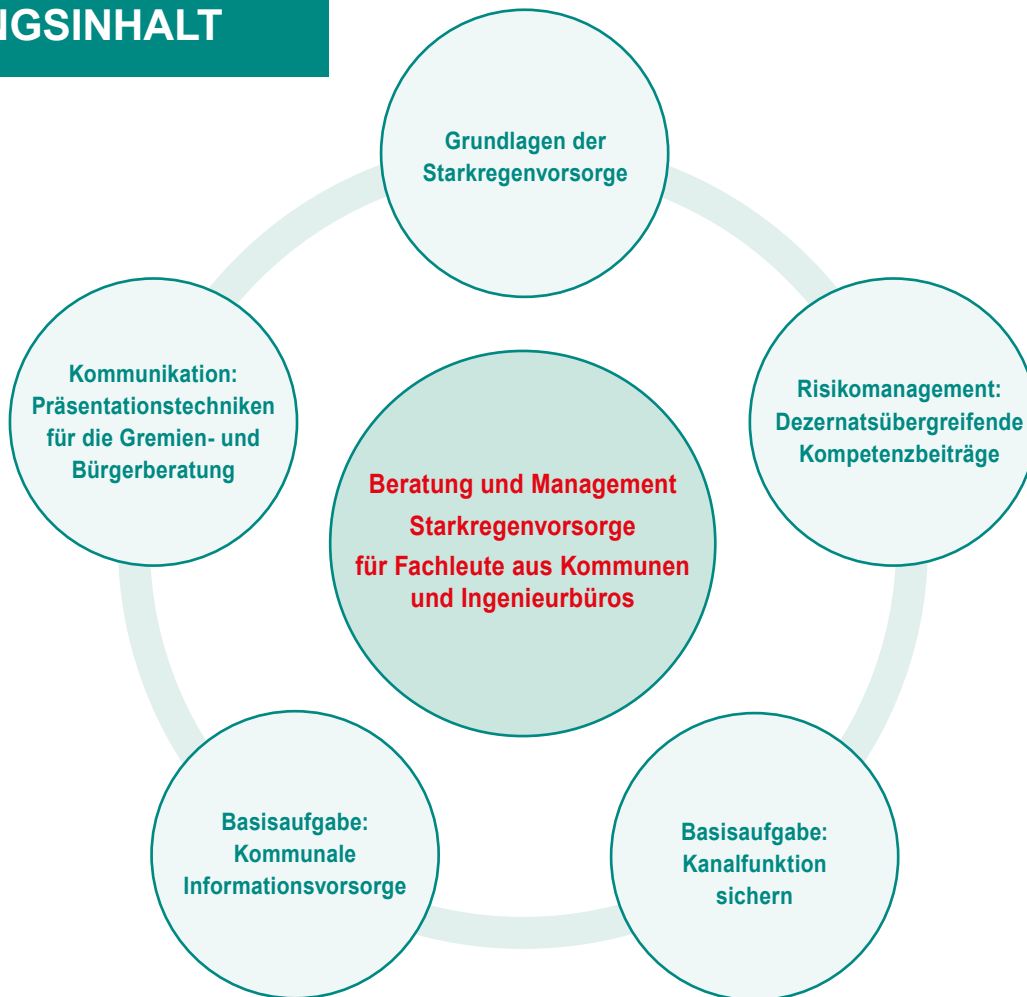 NGSINHALT
Grundlagen der
Starkregenvorsorge
Kommunikation:
Präsentationstechniken
für die Gremien- und
Bürgerberatung
Risikomanagement:
Dezernatsübergreifende
Kompetenzbeiträge
Beratung und Management
Starkregenvorsorge
für Fachleute aus Kommunen
und Ingenieurbüros
Basisaufgabe:
Kommunale
Informationsvorsorge
Basisaufgabe:
Kanalfunktion
sichern